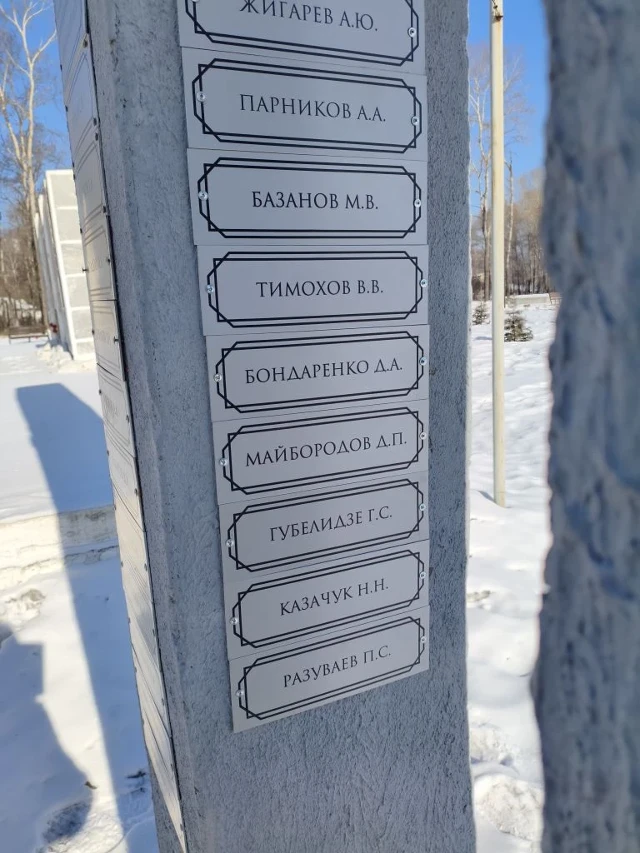 ЖИГАРЕВ А.Ю.
ПАРНИКОВ А.А.
БАЗАНОВ М.В.
ТИМОХОВ В.В.
БОНДАРЕНКО Д.А.
МАЙБОРОДОВ Д.П.
ГУБЕЛИДЗЕ Г.С.
КАЗАЧУК Н.Н.
РАЗУВАЕВ П.С.